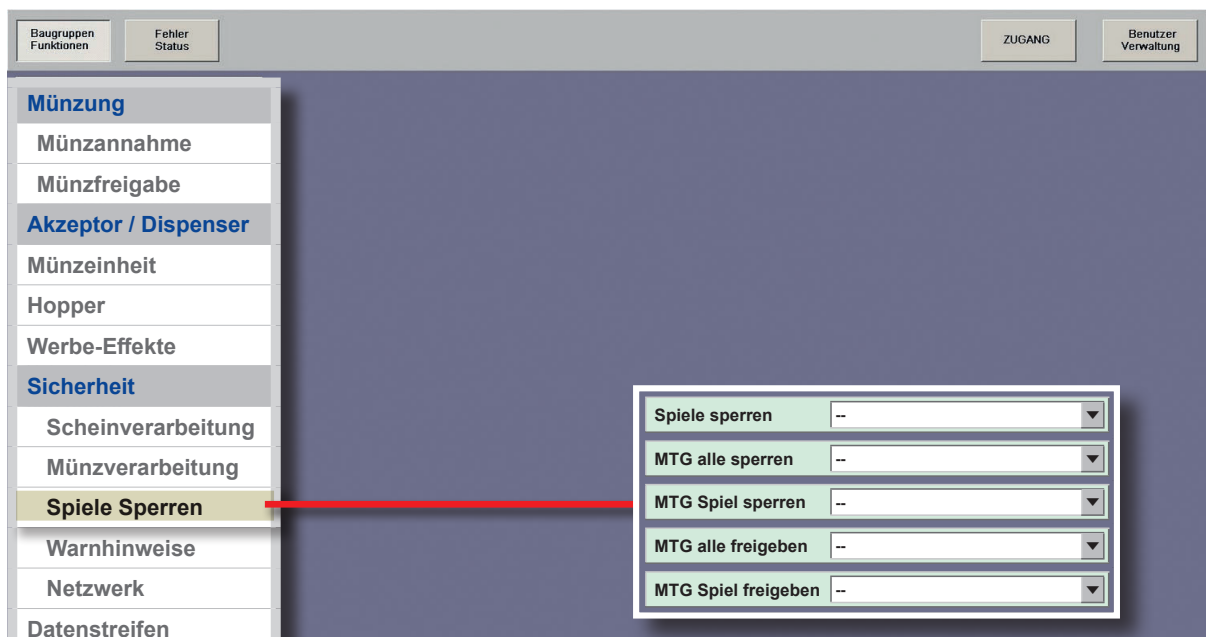 Baugruppen
Funktionen
Fehler
Status
ZUGANG
Benutzer
Verwaltung
Münzung
Münzannahme
Münzfreigabe
Akzeptor / Dispenser
Münzeinheit
Hopper
Werbe-Effekte
Sicherheit
Scheinverarbeitung
Münzverarbeitung
Spiele Sperren
Warnhinweise
Netzwerk
Datenstreifen
Spiele sperren --
MTG alle sperren --
MTG Spiel sperren --
MTG alle freigeben --
MTG Spiel freigeben --